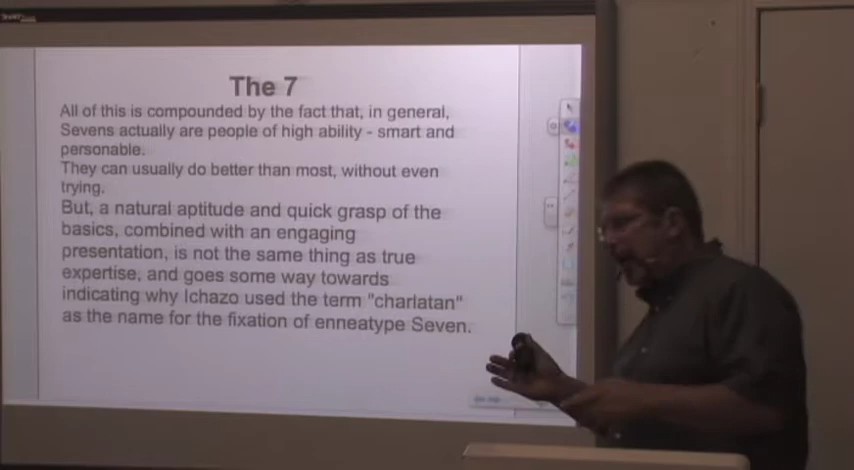 The 7
All of this is compounded by the fact that, in general,
Sevens actually are people of high ability - smart and
personable.
They can usually do better than most, without even
trying.
But, a natural aptitude and quick grasp of the
basics, combined with an engaging
presentation, is not the same thing as true
expertise, and goes some way towards
indicating why Ichazo used the term "charlatan"
as the name for the fixation of enneatype Seven.